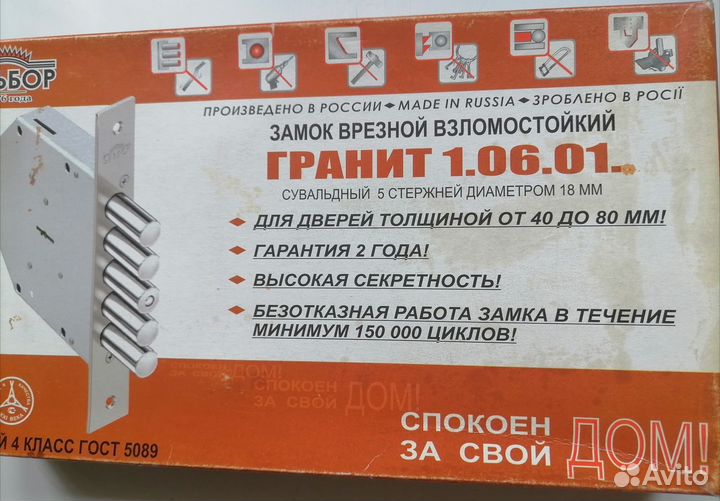 ЬБОР
6 года
ПРОИЗВЕДЕНО В РОССИИ - MADE IN RUSSIA - ЗРОБЛЕНО В РОСІЇ
ЗАМОК ВРЕЗНОЙ ВЗЛОМОСТОЙКИЙ
ГРАНИТ 1.06.01.
СУВАЛЬДНЫЙ 5 СТЕРЖНЕЙ ДИАМЕТРОМ 18 ММ
ДЛЯ ДВЕРЕЙ ТОЛЩИНОЙ ОТ 40 ДО 80 ММ!
ГАРАНТИЯ 2 ГОДА!
ВЫСОКАЯ СЕКРЕТНОСТЬ!
БЕЗОТКАЗНАЯ РАБОТА ЗАМКА В ТЕЧЕНИЕ
МИНИМУМ 150 000 ЦИКЛОВ!
СПОКОЕН
ЗА СВОЙ ДОМ!
СПОКОЕН
ЗА СВОЙ ДОМ!
Й 4 КЛАСС ГОСТ 5089
Avito